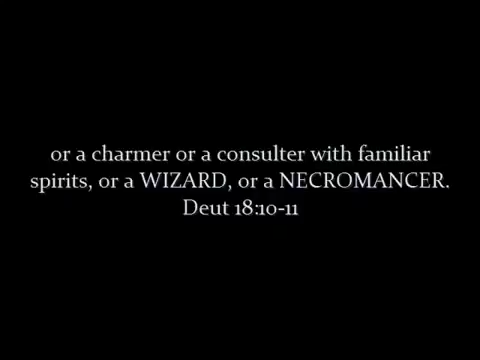 or a charmer or a consulter with familiar
spirits, or a WIZARD, or a NECROMANCER.
Deut 18:10-11